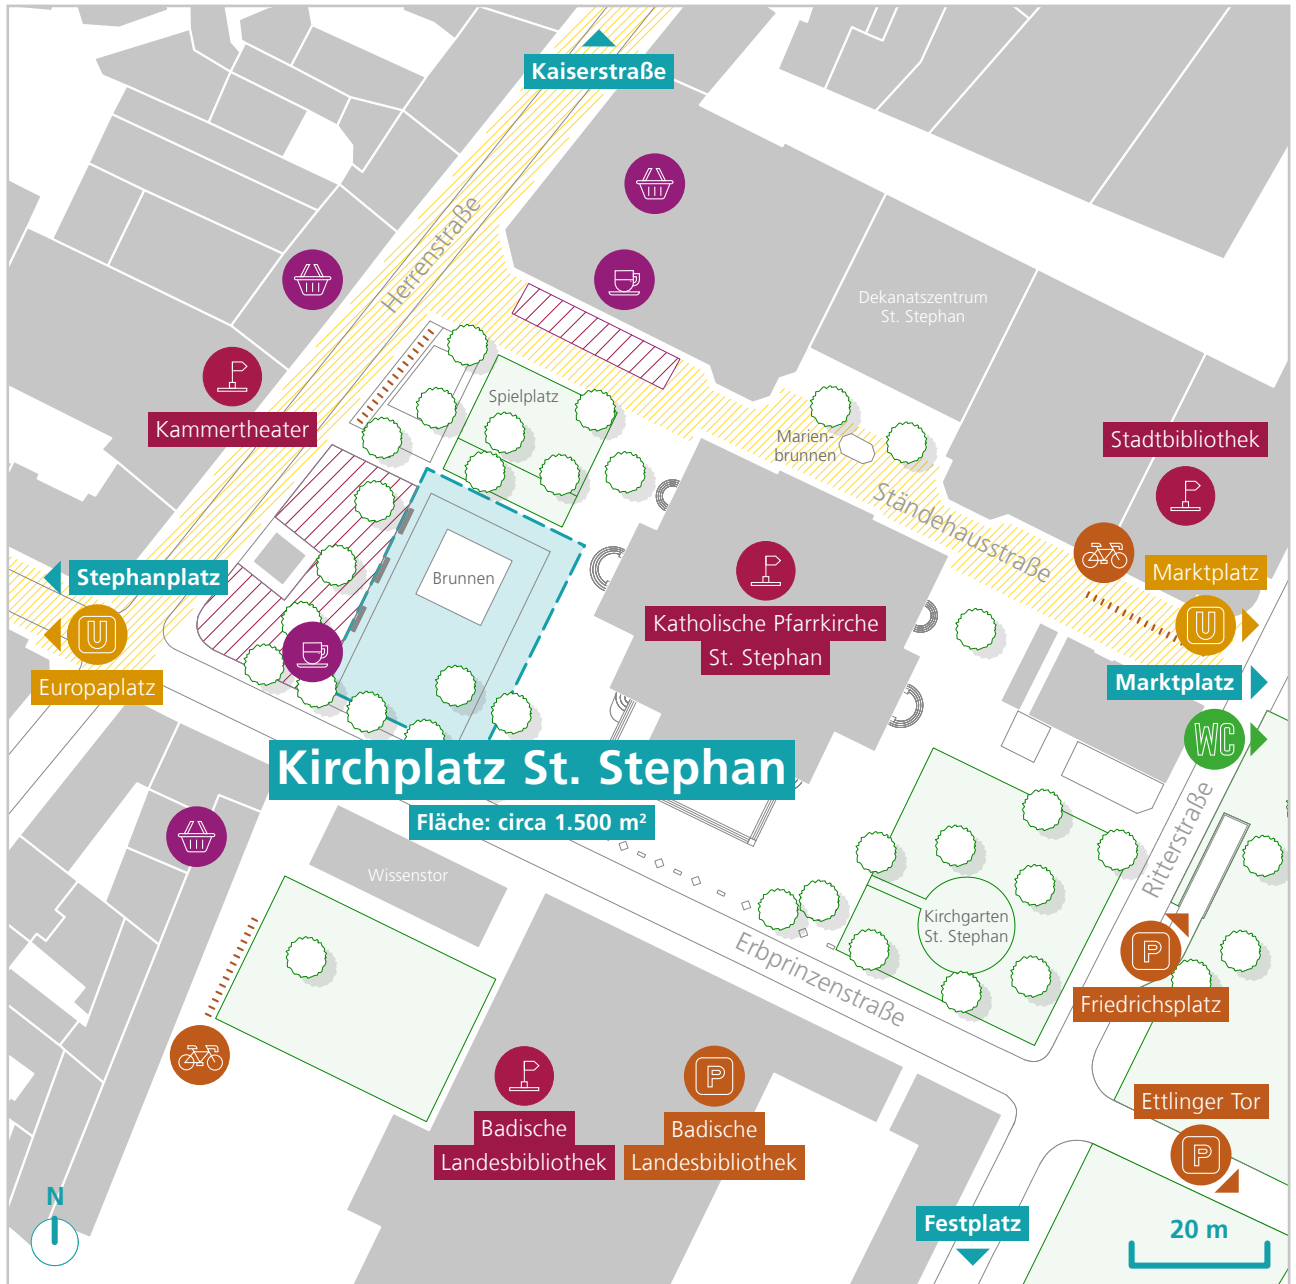 Kaiserstraße
Herrenstraße
Dekanatszentrum
St. Stephan
Kammertheater
Spielplatz
Marien-
brunnen
Stadtbibliothek
Ständehausstraße
Stephanplatz
Brunnen
Marktplatz
U
U
Europaplatz
Katholische Pfarrkirche
St. Stephan
Marktplatz
WC
Kirchplatz St. Stephan
Fläche: circa 1.500 m²
Ritterstraße
Wissenstor
Kirchgarten
St. Stephan
Erbprinzenstraße
P
Friedrichsplatz
P
Badische
Landesbibliothek
Badische
Landesbibliothek
Ettlinger Tor
P
N
Festplatz
20 m